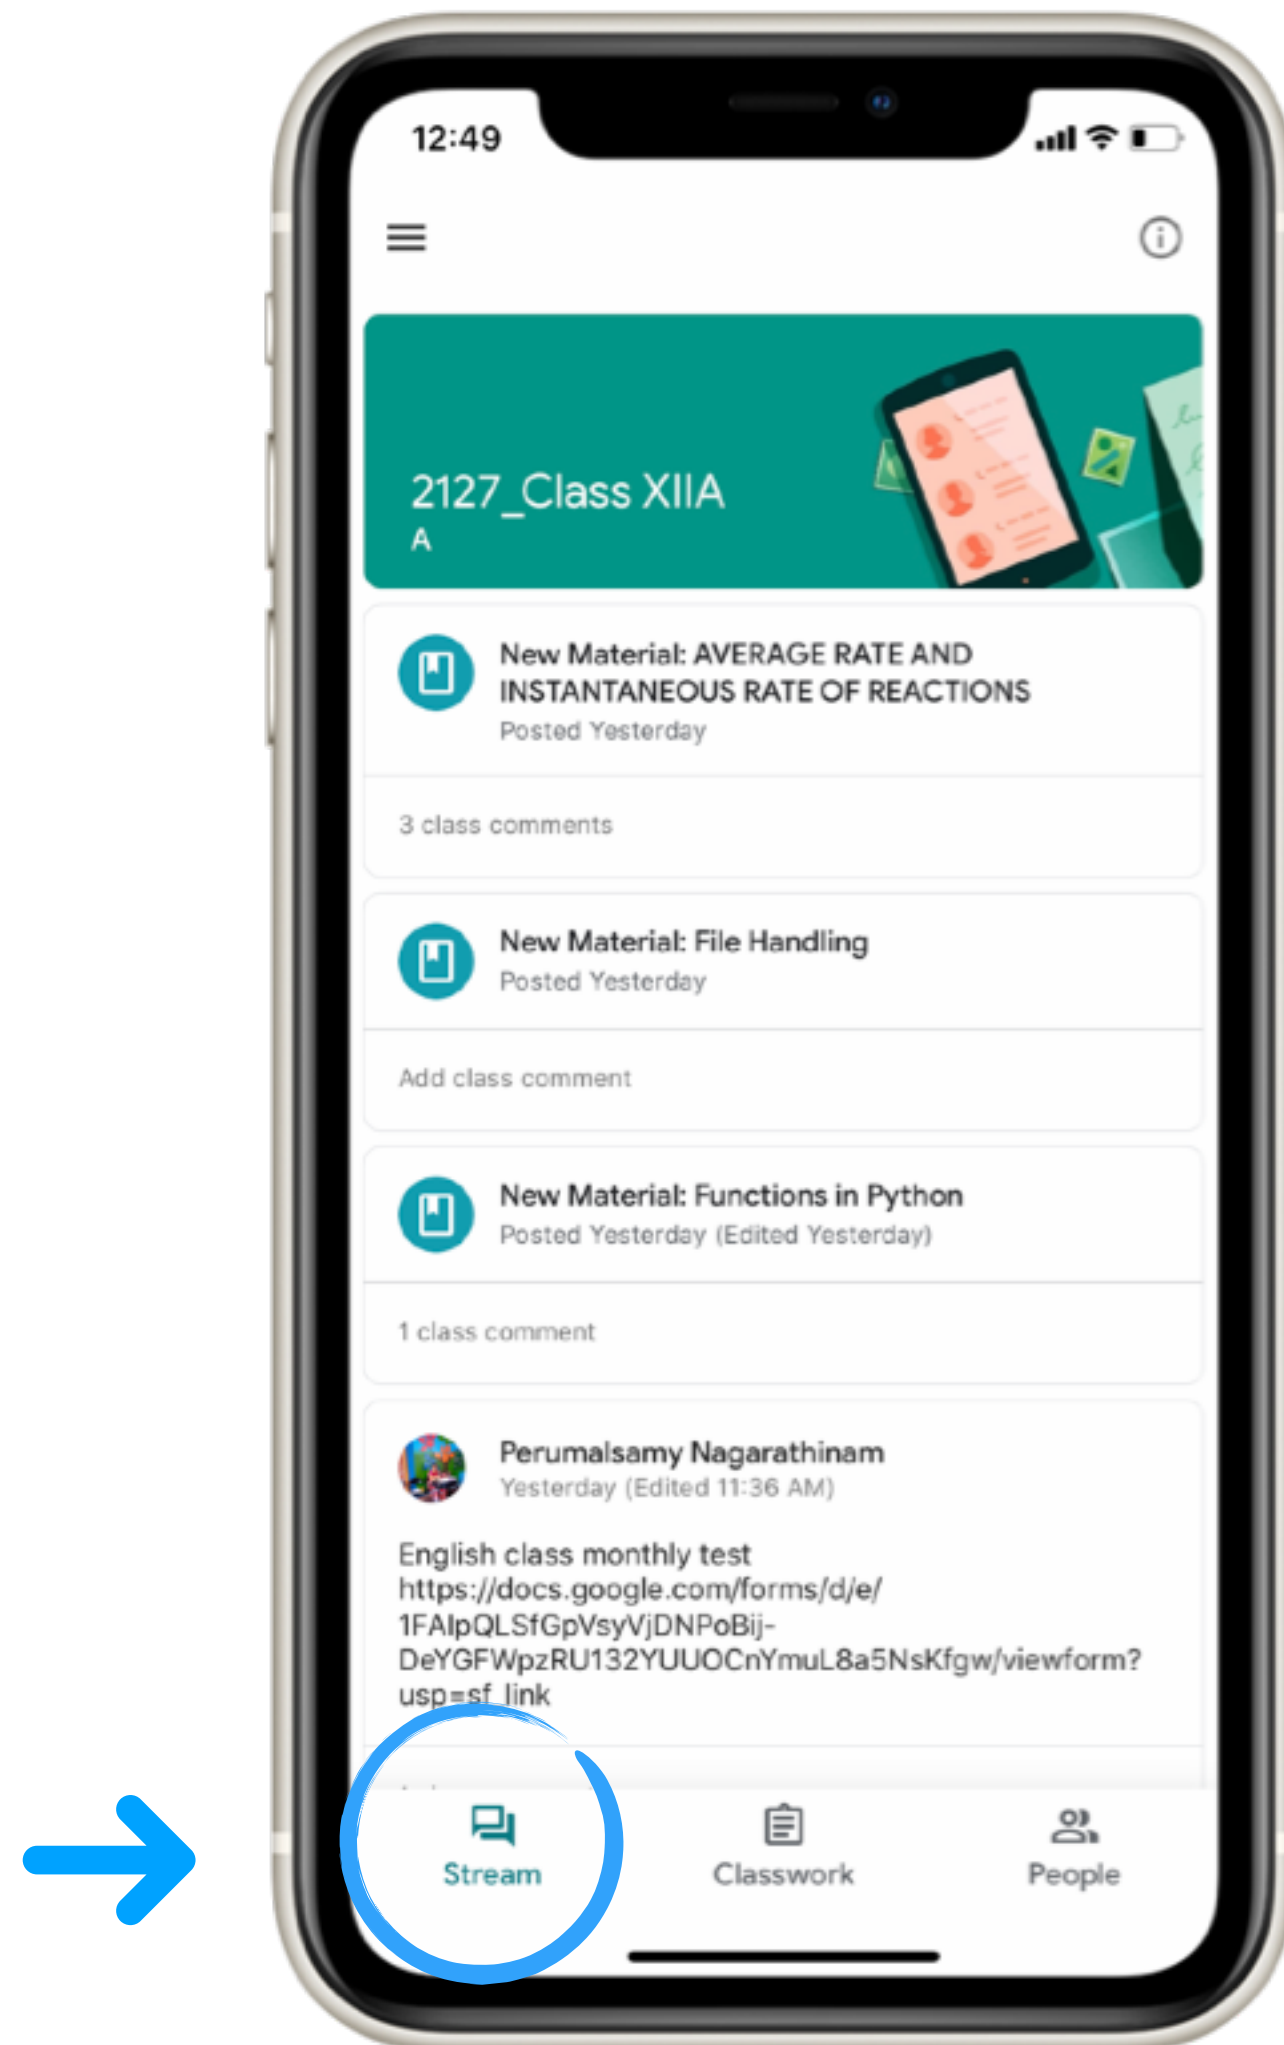 12:49
2127_Class XIIA
A
New Material: AVERAGE RATE AND
INSTANTANEOUS RATE OF REACTIONS
Posted Yesterday
3 class comments
New Material: File Handling
Posted Yesterday
Add class comment
New Material: Functions in Python
Posted Yesterday (Edited Yesterday)
1 class comment
Perumalsamy Nagarathinam
Yesterday (Edited 11:36 AM)
English class monthly test
https://docs.google.com/forms/d/e/
1FAIpQLSfGpVsyVjDNPoBij-
DeYGFWpzRU132YUUOCnYmuL8a5NsKfgw/viewform?
usp=sf_link
Stream
Classwork
People